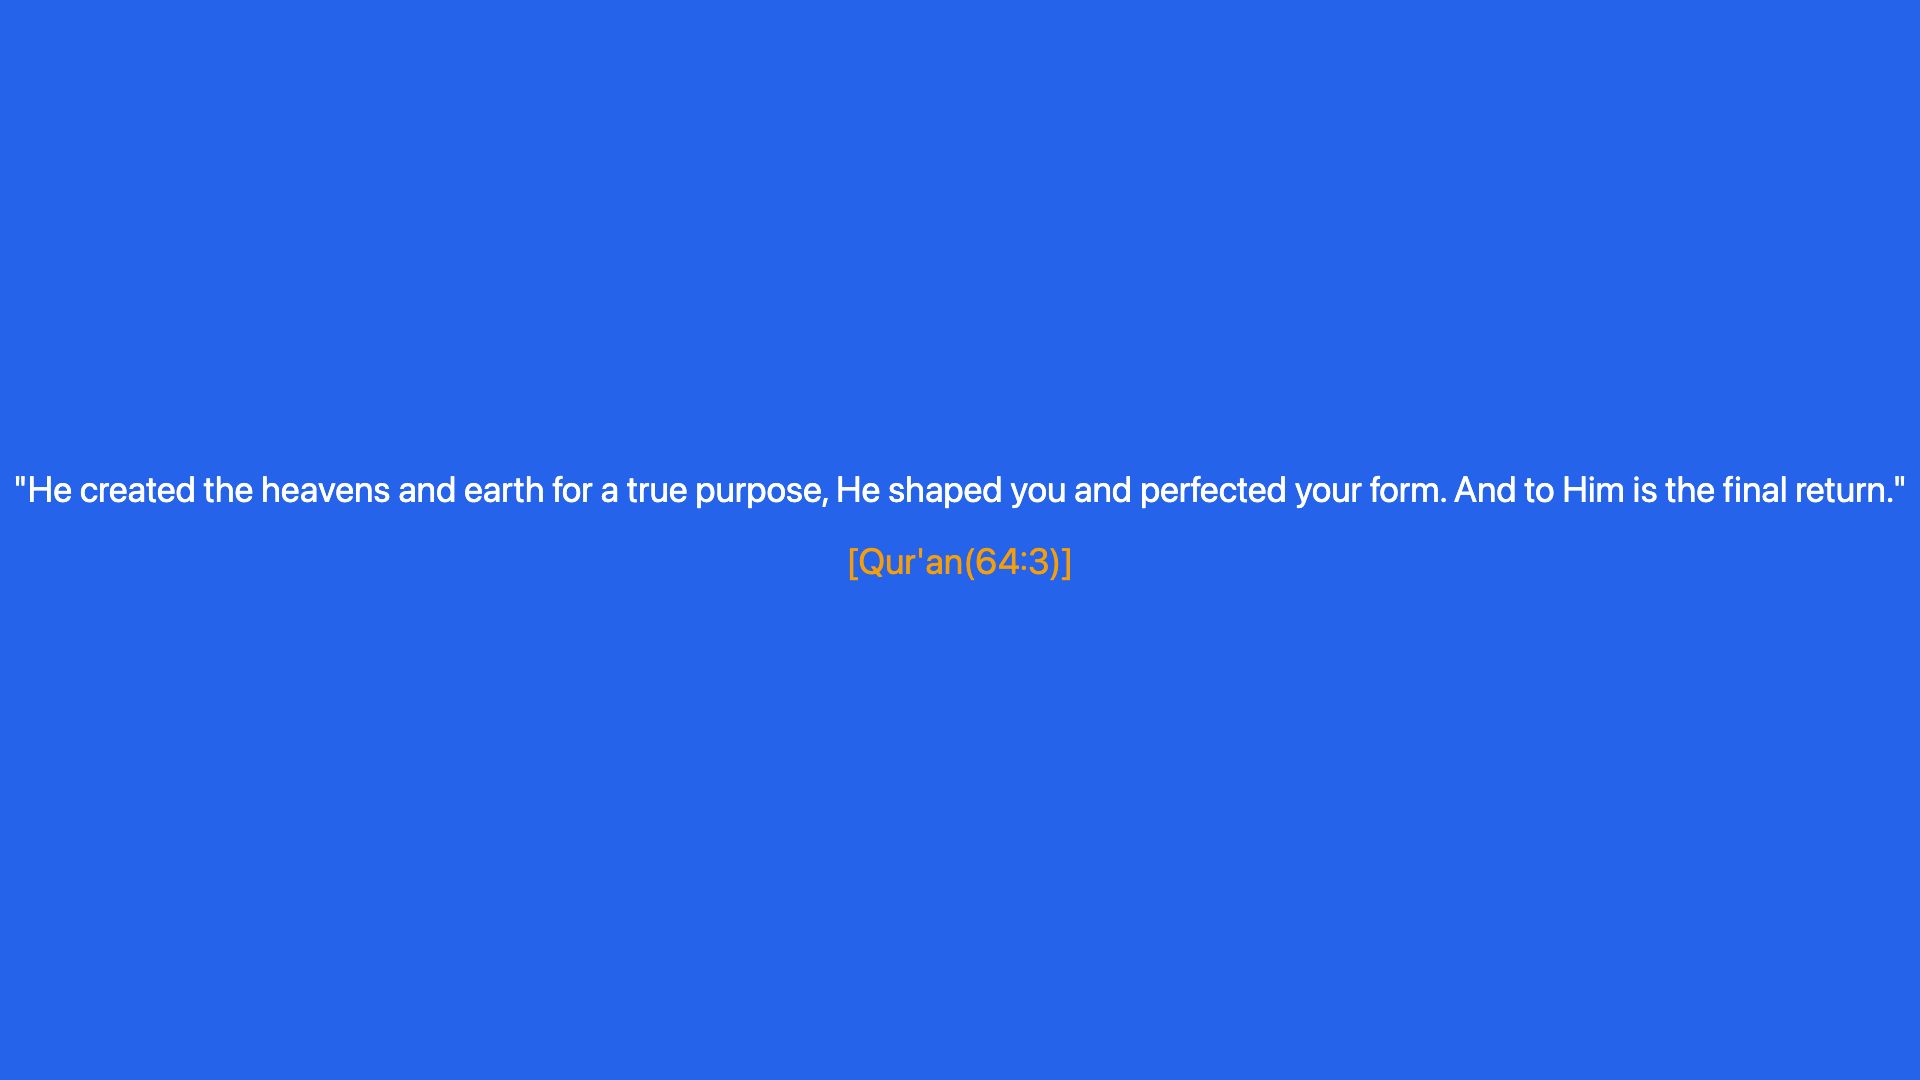 "He created the heavens and earth for a true purpose, He shaped you and perfected your form. And to Him is the final return."
[Qur'an(64:3)]